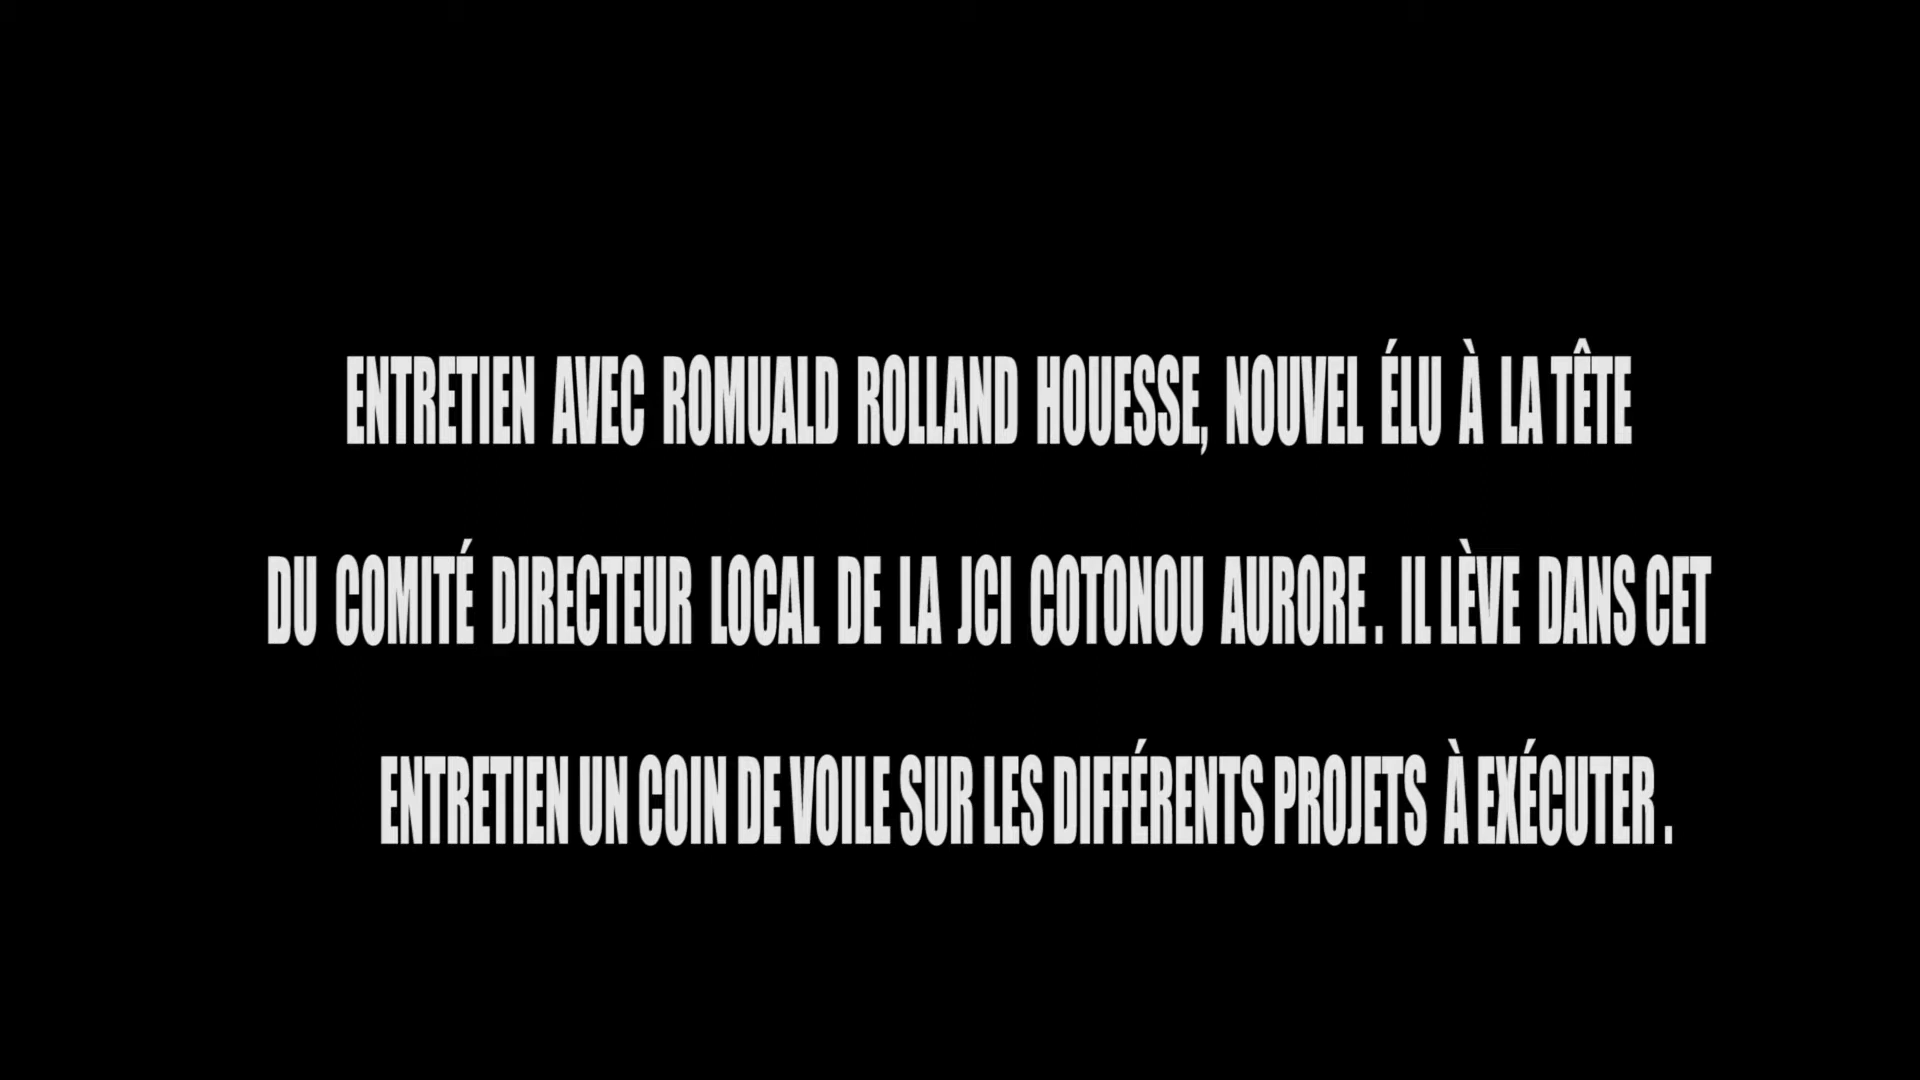 ENTRETIEN AVEC ROMUALD ROLLAND HOUESSE, NOUVEL ÉLU À LA TÊTE
DU COMITÉ DIRECTEUR LOCAL DE LA JCI COTONOU AURORE. IL LÈVE DANS CET
ENTRETIEN UN COIN DE VOILE SUR LES DIFFÉRENTS PROJETS À EXÉCUTER.